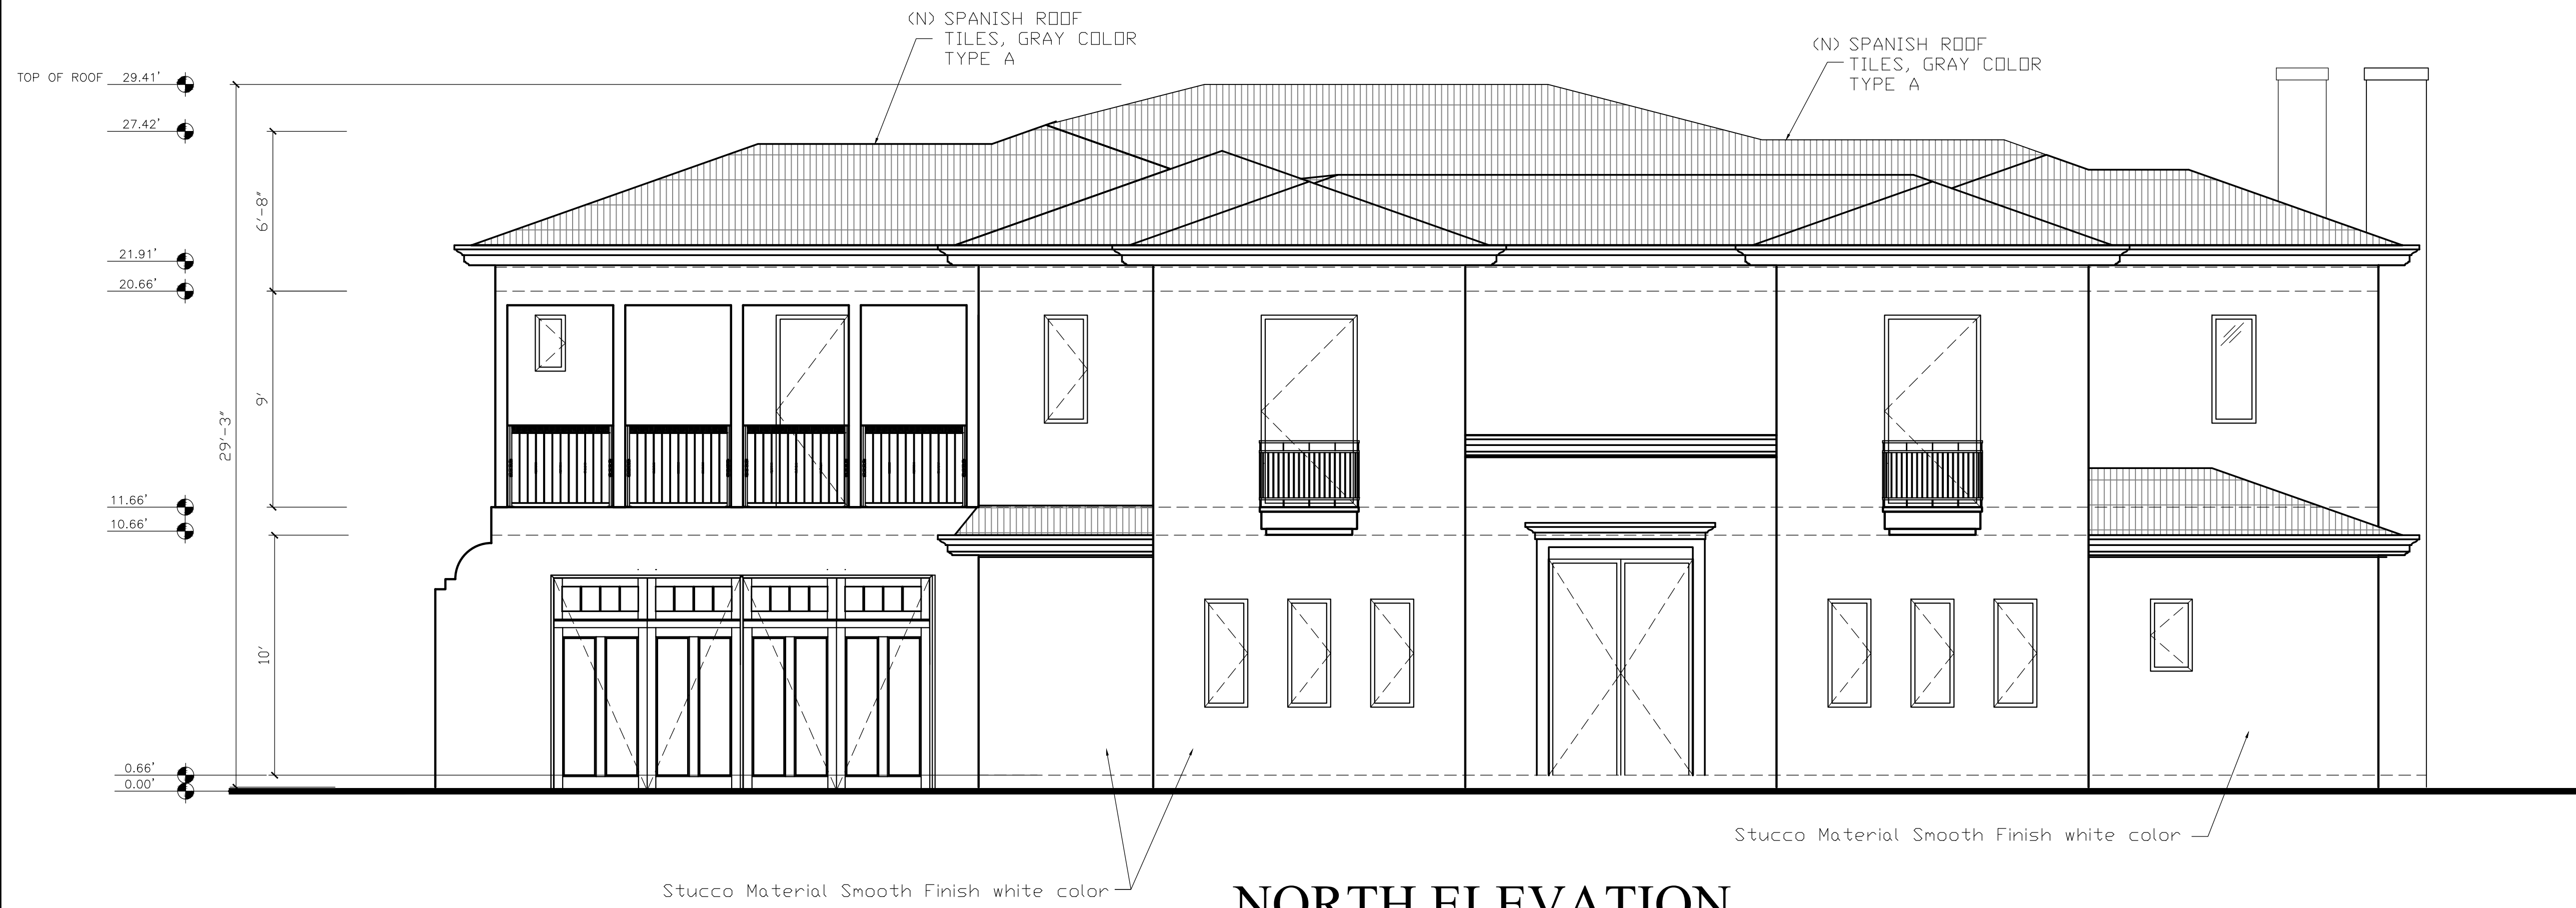 (N) SPANISH ROOF
TILES, GRAY COLOR
TYPE A
(N) SPANISH ROOF
TILES, GRAY COLOR
TYPE A
TOP OF ROOF 29.41'
27.42'
6'-8"
21.91'
20.66'
9'
29'-3"
11.66'
10.66'
10'
0.66'
0.00'
Stucco Material Smooth Finish white color
Stucco Material Smooth Finish white color
NORTH ELEVATION